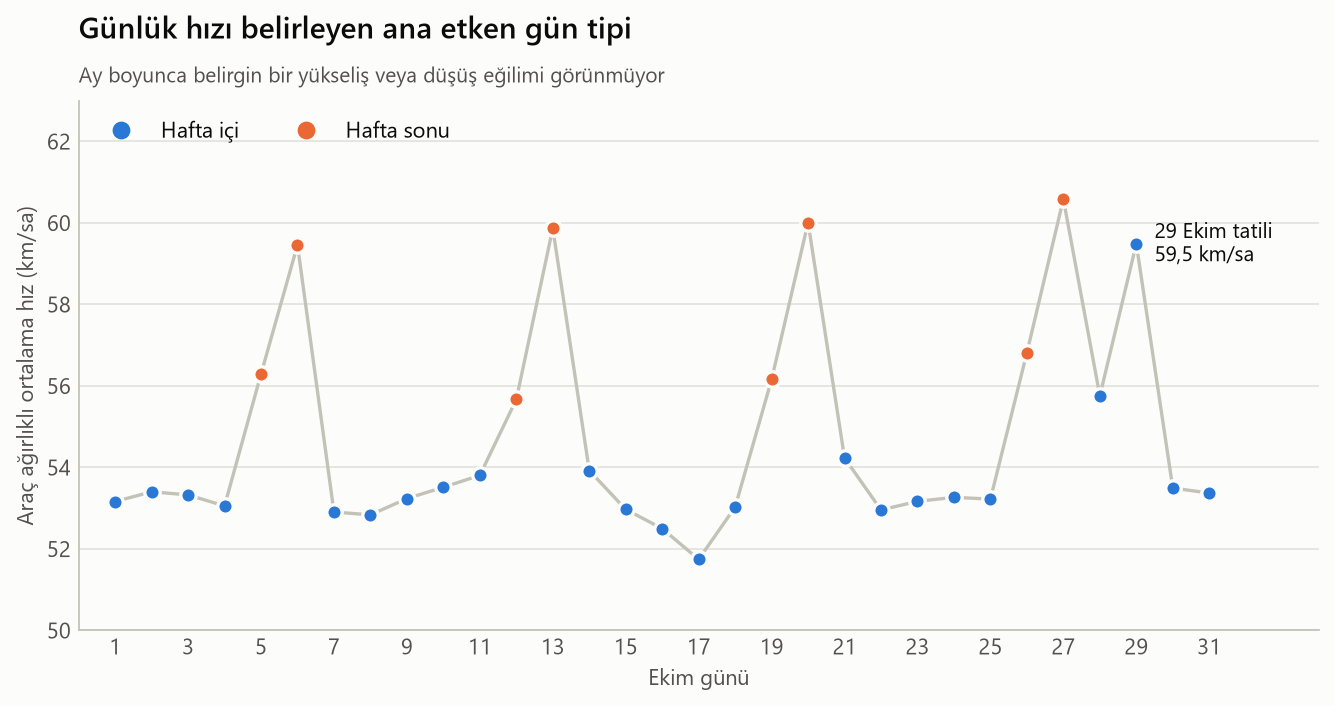 Günlük hızı belirleyen ana etken gün tipi
Ay boyunca belirgin bir yükseliş veya düşüş eğilimi görünmüyor
Hafta içi
Hafta sonu
62
60
58
56
54
52
50
Araç ağırlıklı ortalama hız (km/sa)
29 Ekim tatili
59,5 km/sa
1 3 5 7 9 11 13 15 17 19 21 23 25 27 29 31
Ekim günü